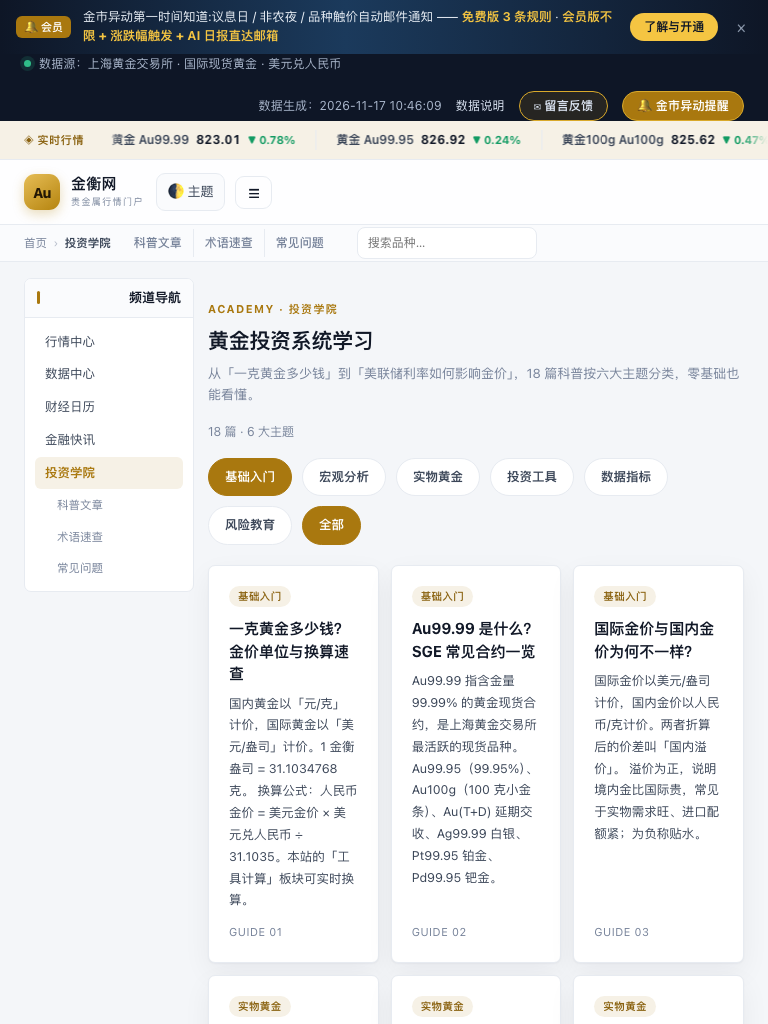 会员
金市异动第一时间知道:议息日 / 非农夜 / 品种触价自动邮件通知 —— 免费版 3 条规则 · 会员版不
限 + 涨跌幅触发 + AI 日报直达邮箱
了解与开通
×
数据源：上海黄金交易所 · 国际现货黄金 · 美元兑人民币
数据生成：2026-11-17 10:46:09
数据说明
✉ 留言反馈
金市异动提醒
◈ 实时行情
黄金 Au99.99 823.01 ▼0.78%
黄金 Au99.95 826.92 ▼0.24%
黄金100g Au100g 825.62 ▼0.47%
Au
金衡网
贵金属行情门户
主题
☰
首页 › 投资学院
科普文章
术语速查
常见问题
搜索品种...
频道导航
行情中心
数据中心
财经日历
金融快讯
投资学院
科普文章
术语速查
常见问题
ACADEMY · 投资学院
黄金投资系统学习
从「一克黄金多少钱」到「美联储利率如何影响金价」，18 篇科普按六大主题分类，零基础也
能看懂。
18 篇 · 6 大主题
基础入门
宏观分析
实物黄金
投资工具
数据指标
风险教育
全部
基础入门
一克黄金多少钱？
金价单位与换算速
查
国内黄金以「元/克」
计价，国际黄金以「美
元/盎司」计价。1 金衡
盎司 = 31.1034768
克。 换算公式：人民币
金价 = 美元金价 × 美
元兑人民币 ÷
31.1035。本站的「工
具计算」板块可实时换
算。
GUIDE 01
基础入门
Au99.99 是什么？
SGE 常见合约一览
Au99.99 指含金量
99.99% 的黄金现货合
约，是上海黄金交易所
最活跃的现货品种。
Au99.95（99.95%）、
Au100g（100 克小金
条）、Au(T+D) 延期交
收、Ag99.99 白银、
Pt99.95 铂金、
Pd99.95 钯金。
GUIDE 02
基础入门
国际金价与国内金
价为何不一样？
国际金价以美元/盎司
计价，国内金价以人民
币/克计价。两者折算
后的价差叫「国内溢
价」。 溢价为正，说明
境内金比国际贵，常见
于实物需求旺、进口配
额紧；为负称贴水。
GUIDE 03
实物黄金
实物黄金
实物黄金